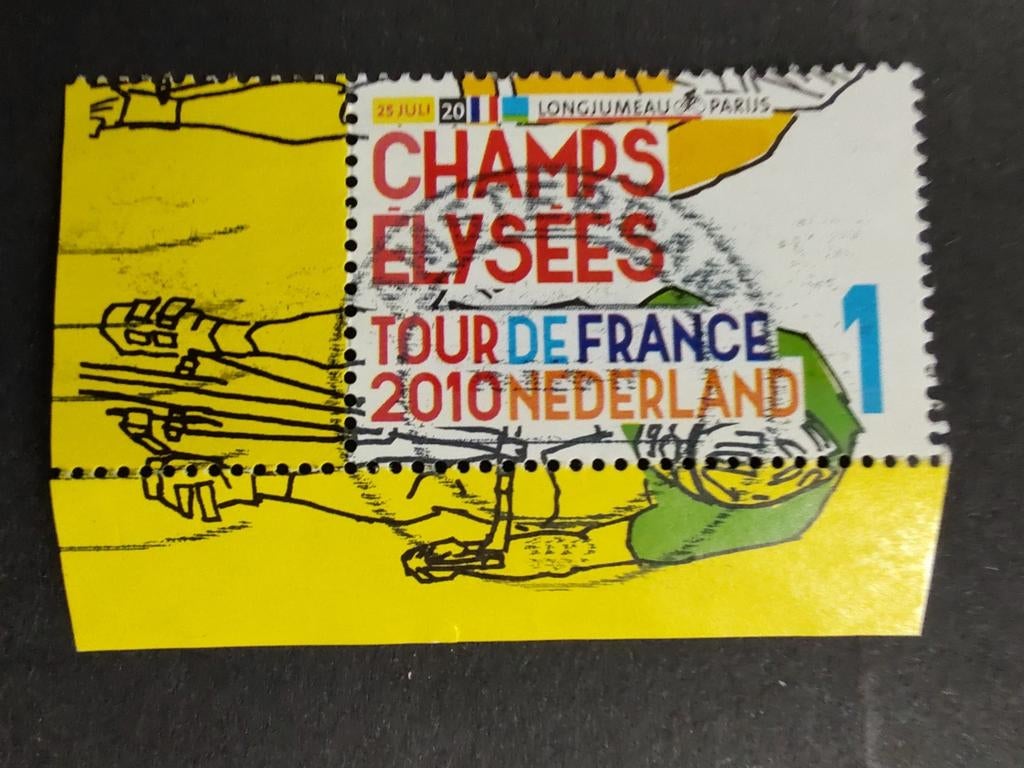 25 JULI 20 LONGJUMEAU PARIJS
CHAMPS
ÉLYSÉES
TOUR DE FRANCE
2010 NEDERLAND
1